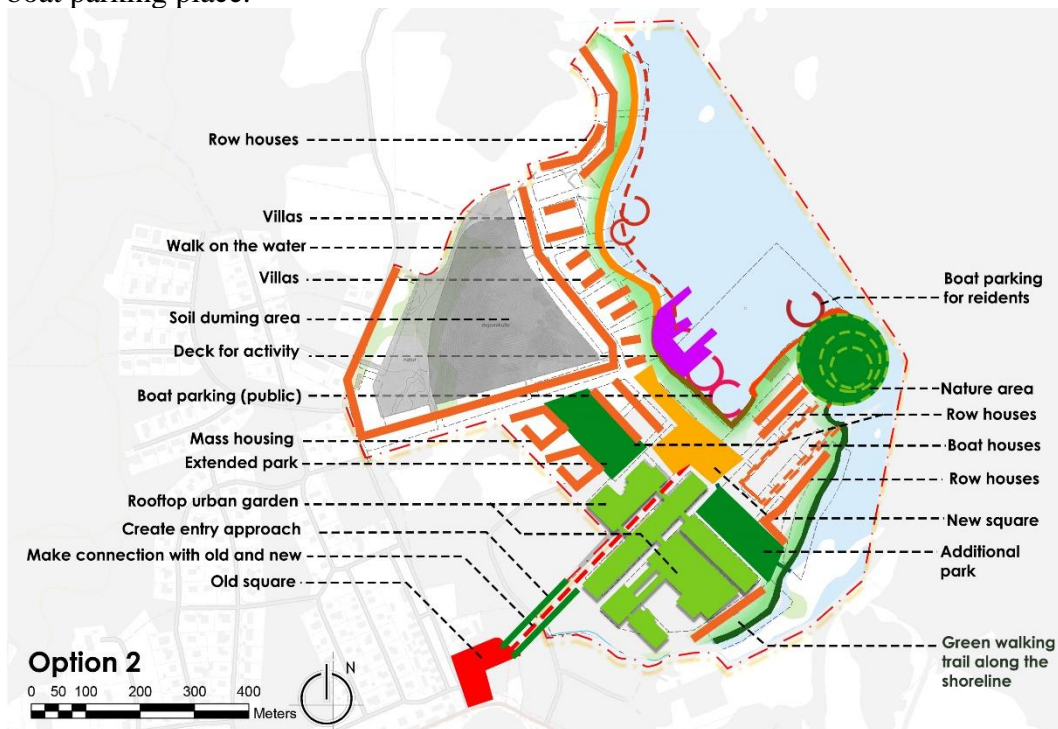 boat parking place.
Row houses
Villas
Walk on the water
Villas
Soil duming area
Deck for activity
Boat parking (public)
Mass housing
Extended park
Rooftop urban garden
Create entry approach
Make connection with old and new
Old square
Boat parking
for reidents
Nature area
Row houses
Boat houses
Row houses
New square
Additional
park
Green walking
trail along the
shoreline
Option 2
N
0 50 100 200 300 400
Meters